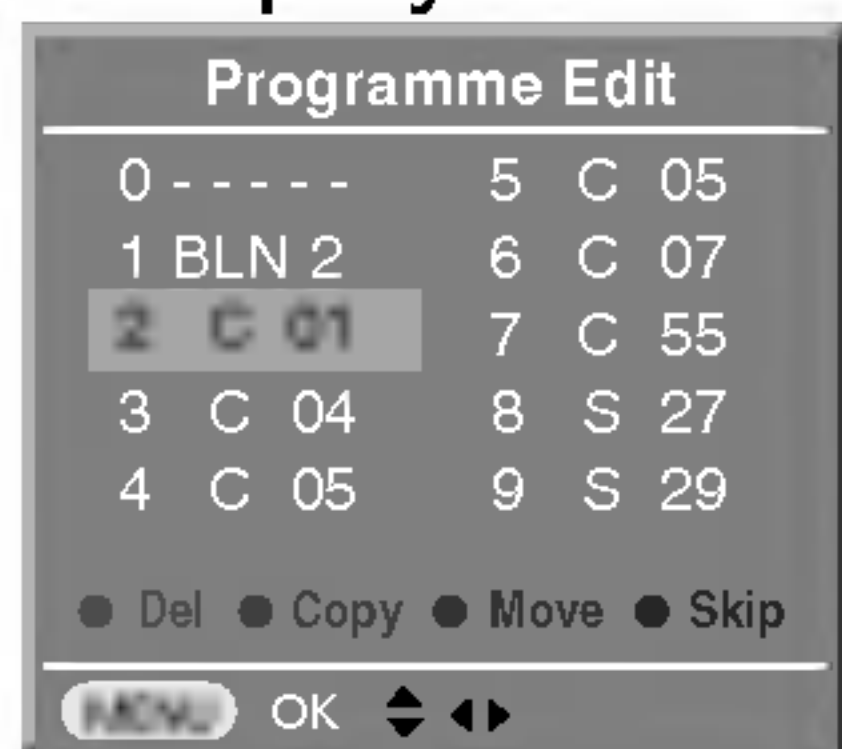 Programme Edit
0 - - - - -
1 BLN 2
2 C 01
3 C 04
4 C 05
5 C 05
6 C 07
7 C 55
8 S 27
9 S 29
● Del ● Copy ● Move ● Skip
MENU OK